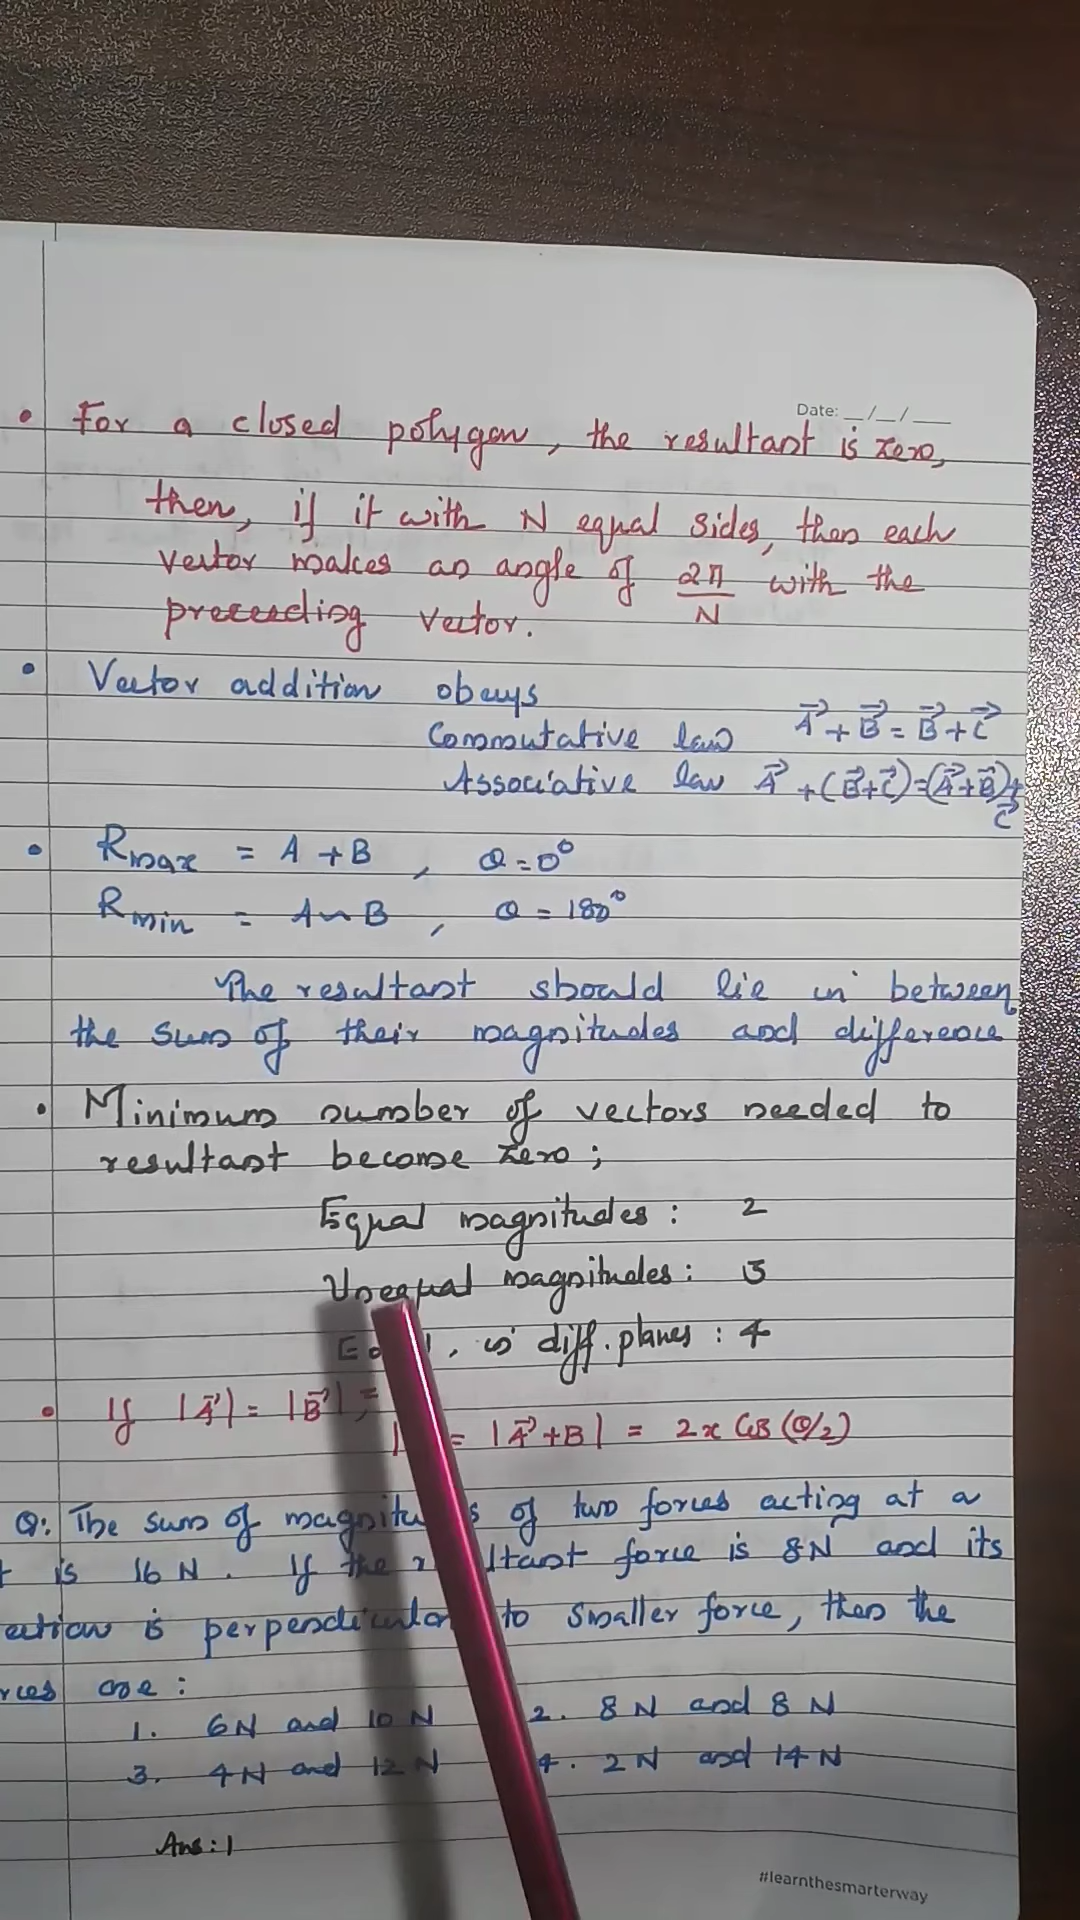 Date: __/__/____
• For a closed polygon, the resultant is zero,
then, if it with N equal sides, then each
vector makes an angle of 2π/N with the
preceeding vector.
• Vector addition obeys
Commutative law A⃗ + B⃗ = B⃗ + C⃗
Associative law A⃗ + (B⃗+C⃗) = (A⃗+B⃗) + C⃗
• Rmax = A + B , θ = 0°
Rmin = A ~ B , θ = 180°
The resultant should lie in between
the sum of their magnitudes and difference
• Minimum number of vectors needed to
resultant become zero ;
Equal magnitudes : 2
Unequal magnitudes : 3
, in diff. planes : 4
• If |A⃗| = |B⃗| =
= |A⃗+B| = 2x Cos (θ/2)
Q: The sum of magnitu s of two forces acting at a
is 16 N. If the ltant force is 8N and its
is perpendicular to smaller force, then the
are :
1. 6N and 10 N 2. 8 N and 8 N
3. 4N and 12 N 4. 2N and 14 N
Ans : 1
#learnthesmarterway